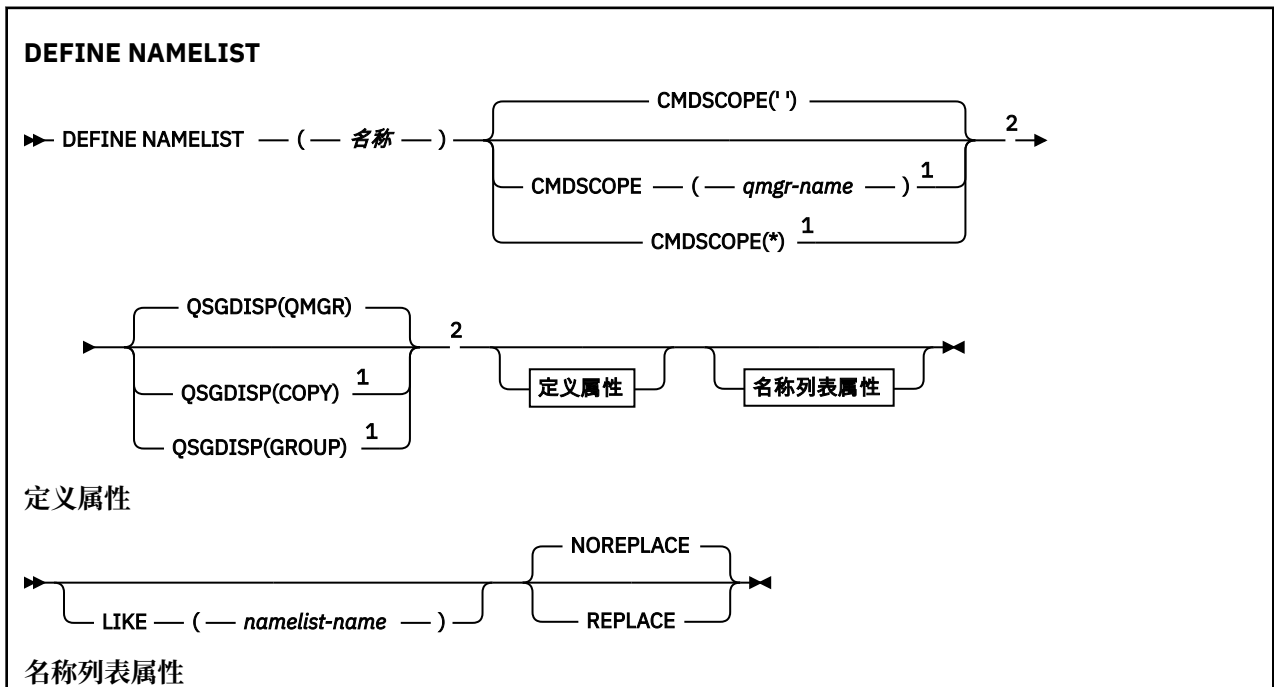 DEFINE NAMELIST
CMDSCOPE(' ')
DEFINE NAMELIST ( 名称 ) 2
CMDSCOPE ( qmgr-name ) 1
CMDSCOPE(*) 1
QSGDISP(QMGR)
2
QSGDISP(COPY) 1 定义属性 名称列表属性
QSGDISP(GROUP) 1
定义属性
NOREPLACE
LIKE ( namelist-name ) REPLACE
名称列表属性